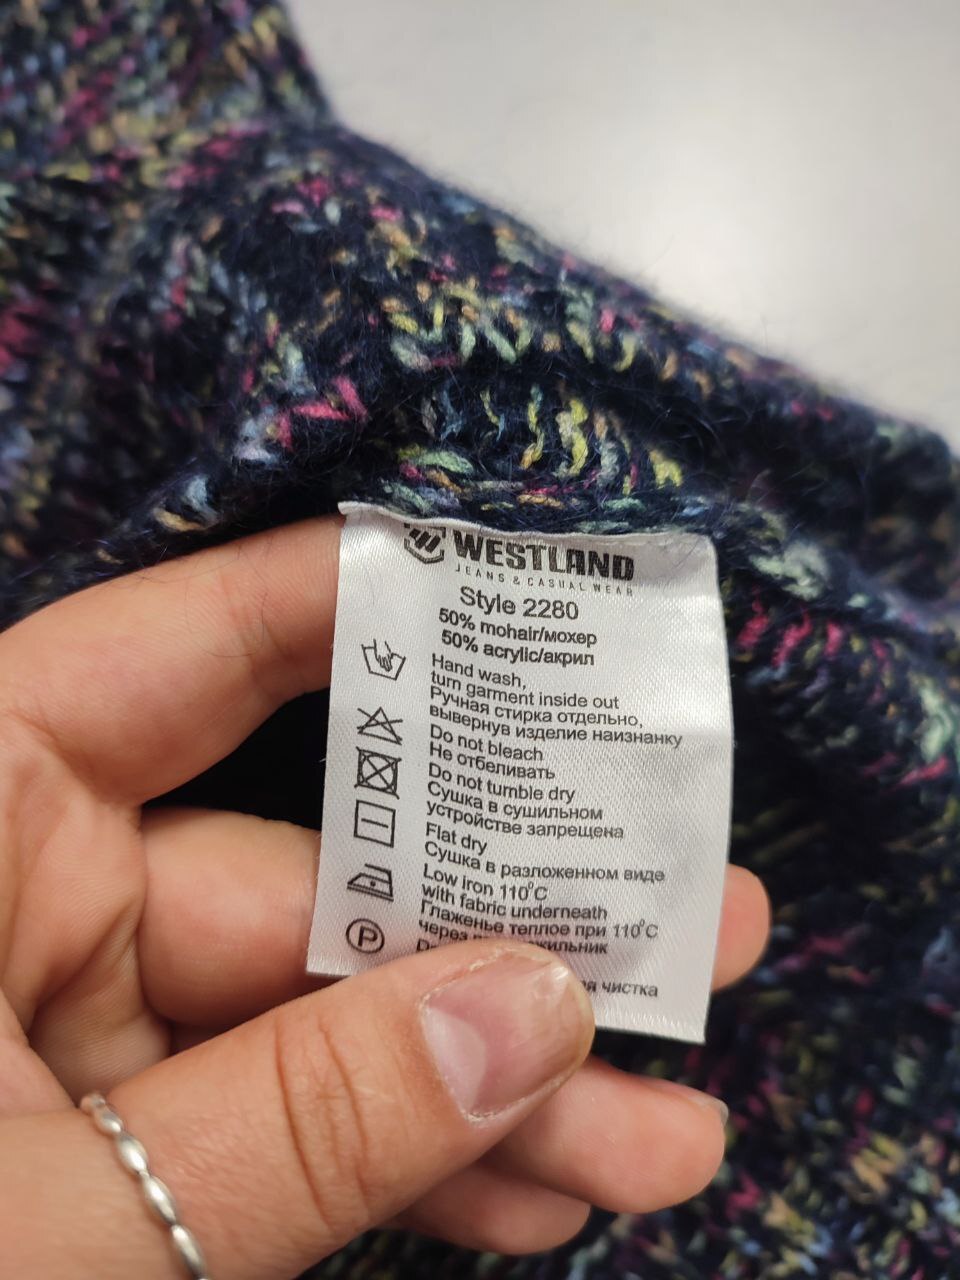 WESTLAND
JEANS & CASUAL WEAR
Style 2280
50% mohair/мохер
50% acrylic/акрил
Hand wash,
turn garment inside out
Ручная стирка отдельно,
вывернув изделие наизнанку
Do not bleach
Не отбеливать
Do not tumble dry
Сушка в сушильном
устройстве запрещена
Flat dry
Сушка в разложенном виде
Low iron 110°C
with fabric underneath
Глаженье теплое при 110°C
через
чистка
P